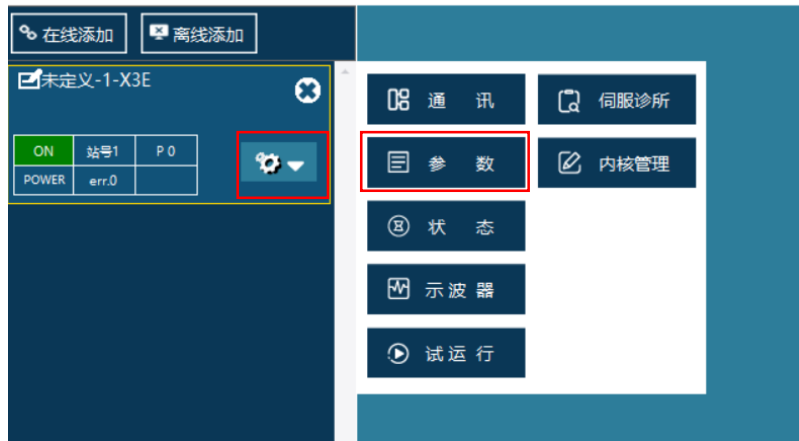 在线添加 离线添加
未定义-1-X3E
ON 站号1 P 0
POWER err.0
通 讯 伺服诊所
参 数 内核管理
状 态
示 波 器
试 运 行